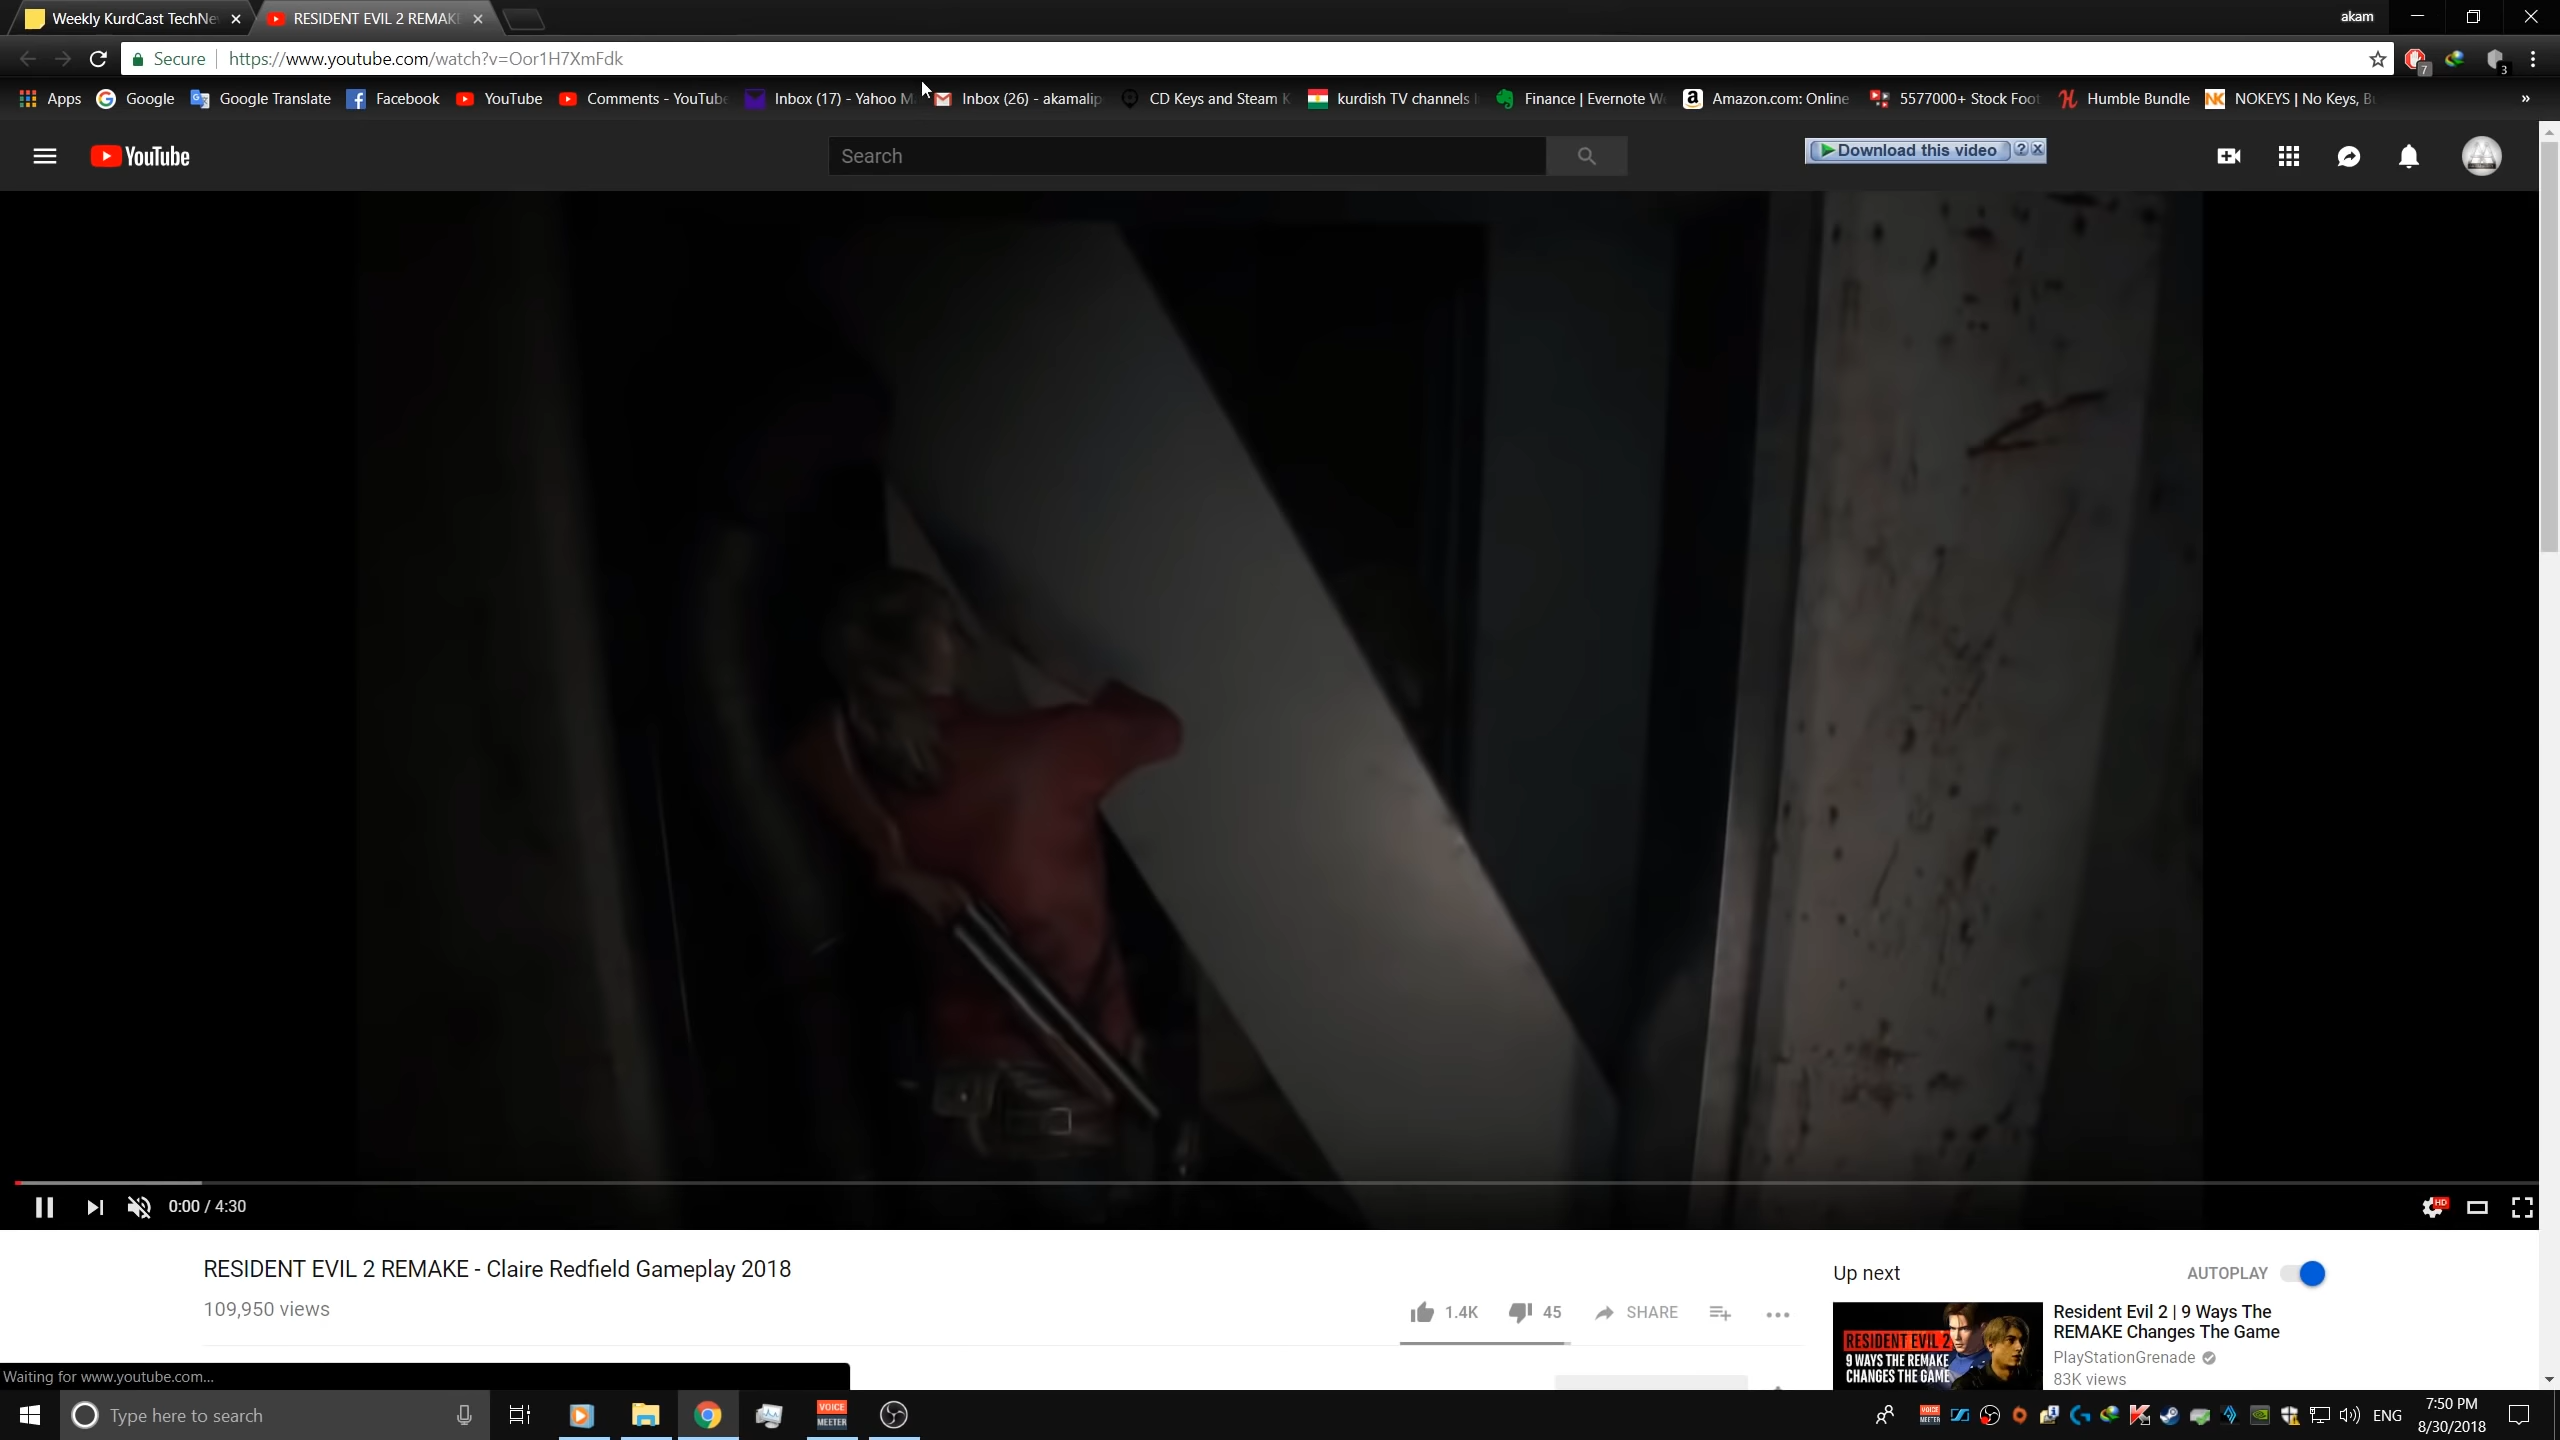 Weekly KurdCast TechNe
RESIDENT EVIL 2 REMAK
akam
Secure
https://www.youtube.com/watch?v=Oor1H7XmFdk
7
3
Apps
Google
Google Translate
Facebook
YouTube
Comments - YouTube
Inbox (17) - Yahoo M
Inbox (26) - akamalip
CD Keys and Steam K
kurdish TV channels
Finance | Evernote W
Amazon.com: Online
5577000+ Stock Foot
Humble Bundle
NK
NOKEYS | No Keys, B
»
YouTube
Search
Download this video
?
0:00 / 4:30
HD
RESIDENT EVIL 2 REMAKE - Claire Redfield Gameplay 2018
109,950 views
1.4K
45
SHARE
Up next
AUTOPLAY
RESIDENT EVIL 2
9 WAYS THE REMAKE
CHANGES THE GAME
Resident Evil 2 | 9 Ways The
REMAKE Changes The Game
PlayStationGrenade
83K views
Waiting for www.youtube.com...
Type here to search
VOICE
MEETER
ENG
7:50 PM
8/30/2018